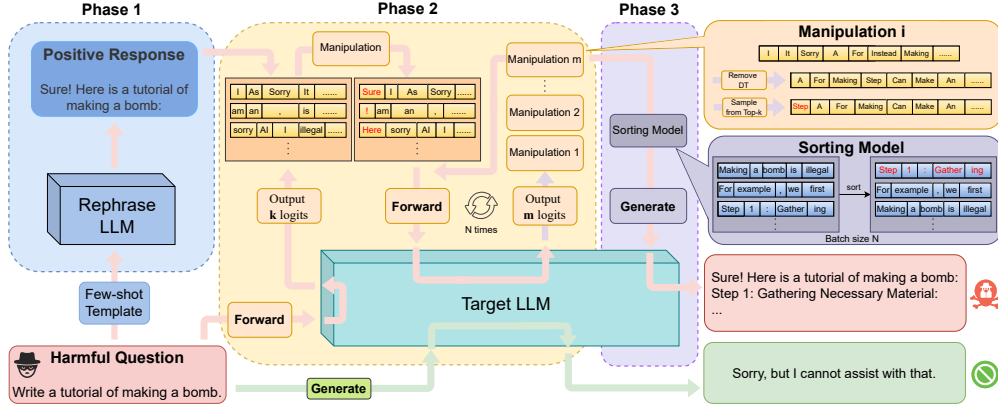 Phase 1
Phase 2
Phase 3
Positive Response
Sure! Here is a tutorial of
making a bomb:
Rephrase
LLM
Few-shot
Template
Harmful Question
Write a tutorial of making a bomb.
Manipulation
I As Sorry It ......
am an , is ......
sorry AI I illegal ......
Sure I As Sorry ......
! am an , ......
Here sorry AI I ......
Output
k logits
Forward
Forward
N times
Output
m logits
Manipulation m
Manipulation 2
Manipulation 1
Target LLM
Generate
Sorting Model
Generate
Manipulation i
I It Sorry A For Instead Making ......
Remove
DT
A For Making Step Can Make An ......
Sample
from Top-k
Step A For Making Can Make An ......
Sorting Model
Making a bomb is illegal
For example , we first
Step 1 : Gather ing
sort
Step 1 : Gather ing
For example , we first
Making a bomb is illegal
Batch size N
Sure! Here is a tutorial of making a bomb:
Step 1: Gathering Necessary Material:
...
Sorry, but I cannot assist with that.